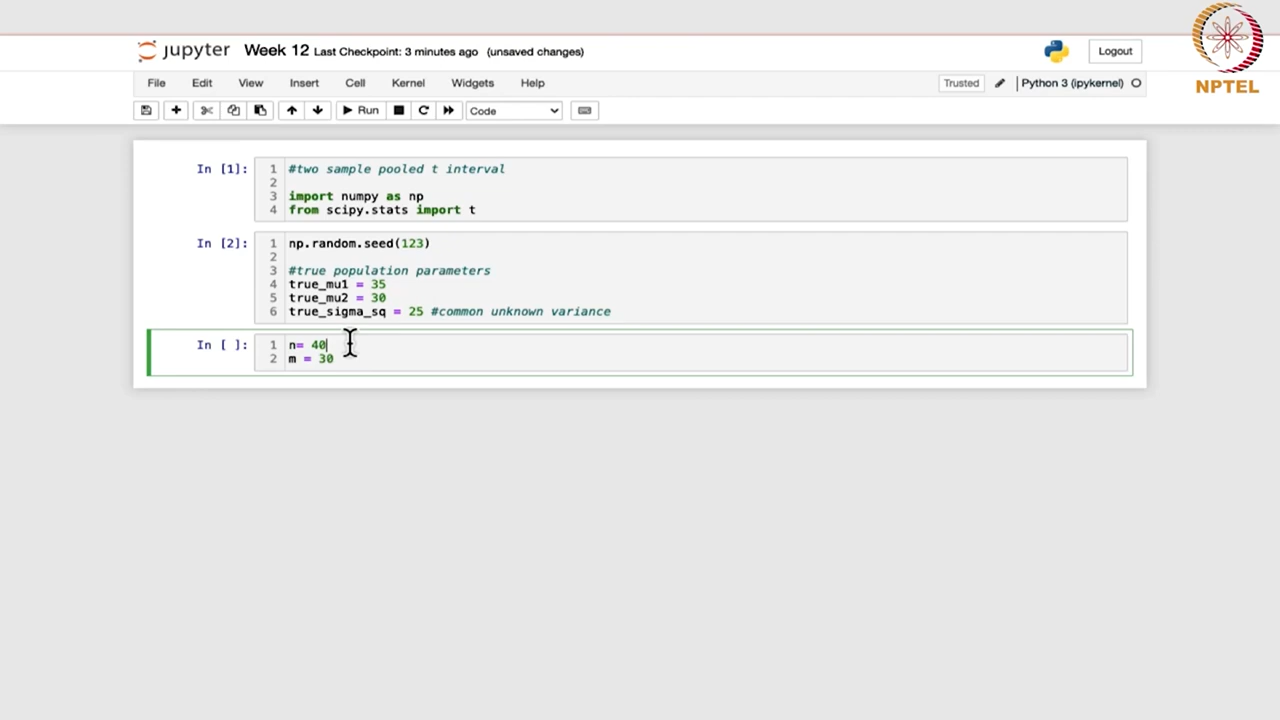 jupyter Week 12 Last Checkpoint: 3 minutes ago (unsaved changes)
Logout
NPTEL
File Edit View Insert Cell Kernel Widgets Help
Trusted Python 3 (ipykernel)
Run Code
In [1]:
1 #two sample pooled t interval
2
3 import numpy as np
4 from scipy.stats import t
In [2]:
1 np.random.seed(123)
2
3 #true population parameters
4 true_mu1 = 35
5 true_mu2 = 30
6 true_sigma_sq = 25 #common unknown variance
In [ ]:
1 n= 40
2 m = 30